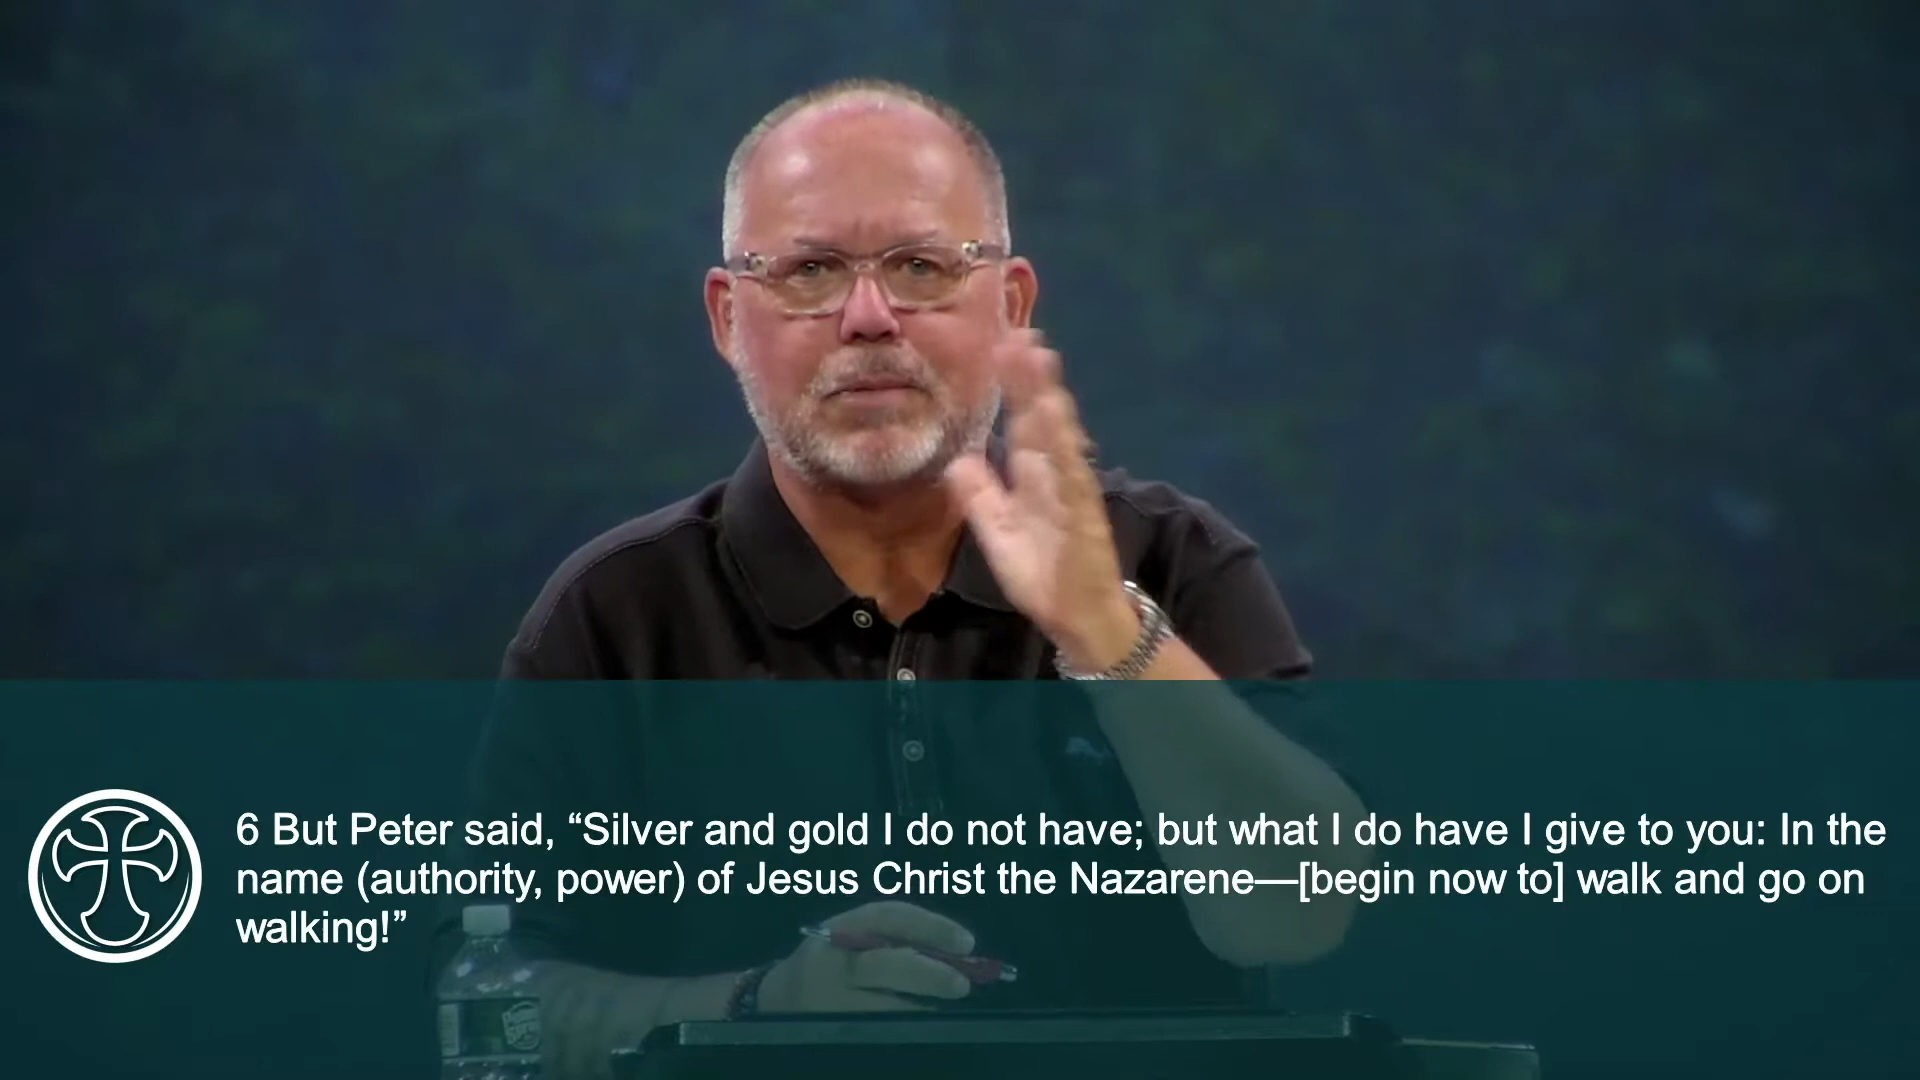 6 But Peter said, “Silver and gold I do not have; but what I do have I give to you: In the
name (authority, power) of Jesus Christ the Nazarene—[begin now to] walk and go on
walking!”